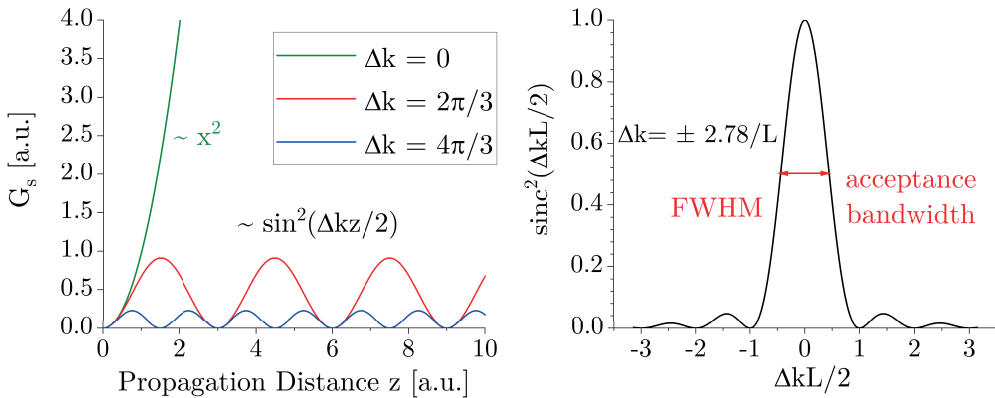 4.0
3.5
3.0
2.5
2.0
1.5
1.0
0.5
0.0
Gₛ [a.u.]
Δk = 0
Δk = 2π/3
Δk = 4π/3
~ x²
~ sin²(Δkz/2)
0 2 4 6 8 10
Propagation Distance z [a.u.]
1.0
0.8
0.6
0.4
0.2
0.0
sinc²(ΔkL/2)
Δk= ± 2.78/L
FWHM
acceptance
bandwidth
-3 -2 -1 0 1 2 3
ΔkL/2